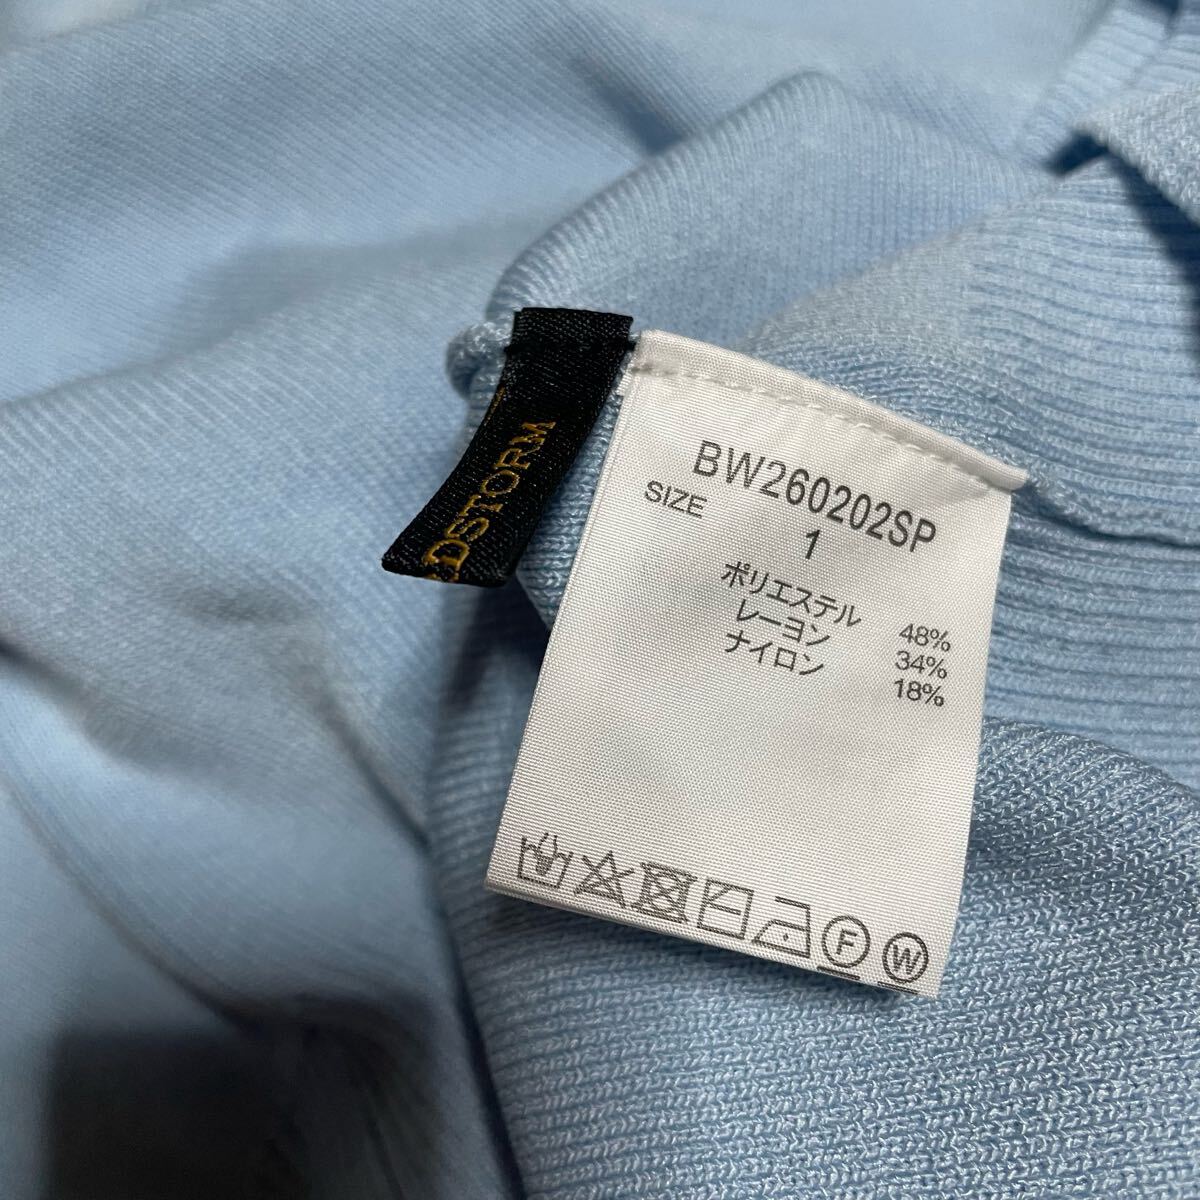 DSTORM
BW260202SP
SIZE 1
ポリエステル 48%
レーヨン 34%
ナイロン 18%
F W